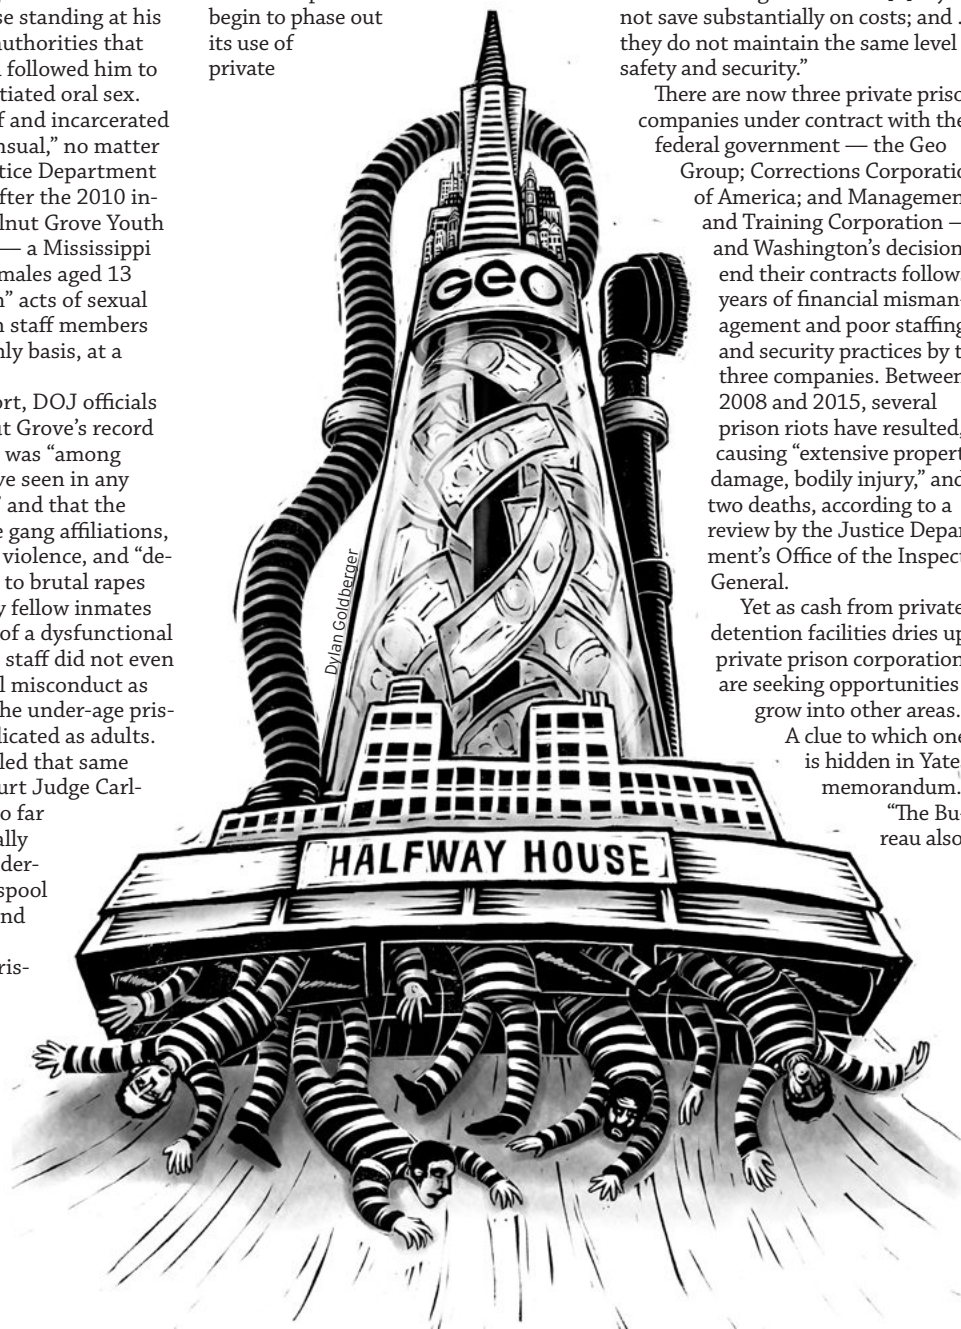 se standing at his
authorities that
followed him to
tiated oral sex.
f and incarcerated
nsual,” no matter
tice Department
fter the 2010 in-
lnut Grove Youth
— a Mississippi
males aged 13
n” acts of sexual
n staff members
nly basis, at a
ort, DOJ officials
ut Grove’s record
was “among
ve seen in any
” and that the
e gang affiliations,
violence, and “de-
to brutal rapes
y fellow inmates
of a dysfunctional
staff did not even
l misconduct as
he under-age pris-
licated as adults.
led that same
urt Judge Carl-
o far
ally
der-
spool
nd
ris-
begin to phase out
its use of
private
GEO
Dylan Goldberger
HALFWAY HOUSE
not save substantially on costs; and .
they do not maintain the same level
safety and security.”
There are now three private priso
companies under contract with the
federal government — the Geo
Group; Corrections Corporatio
of America; and Managemen
and Training Corporation —
and Washington’s decision
end their contracts follows
years of financial misman-
agement and poor staffing
and security practices by t
three companies. Between
2008 and 2015, several
prison riots have resulted,
causing “extensive propert
damage, bodily injury,” and
two deaths, according to a
review by the Justice Depar
ment’s Office of the Inspect
General.
Yet as cash from private
detention facilities dries up
private prison corporation
are seeking opportunities
grow into other areas.
A clue to which one
is hidden in Yates
memorandum.
“The Bu-
reau also